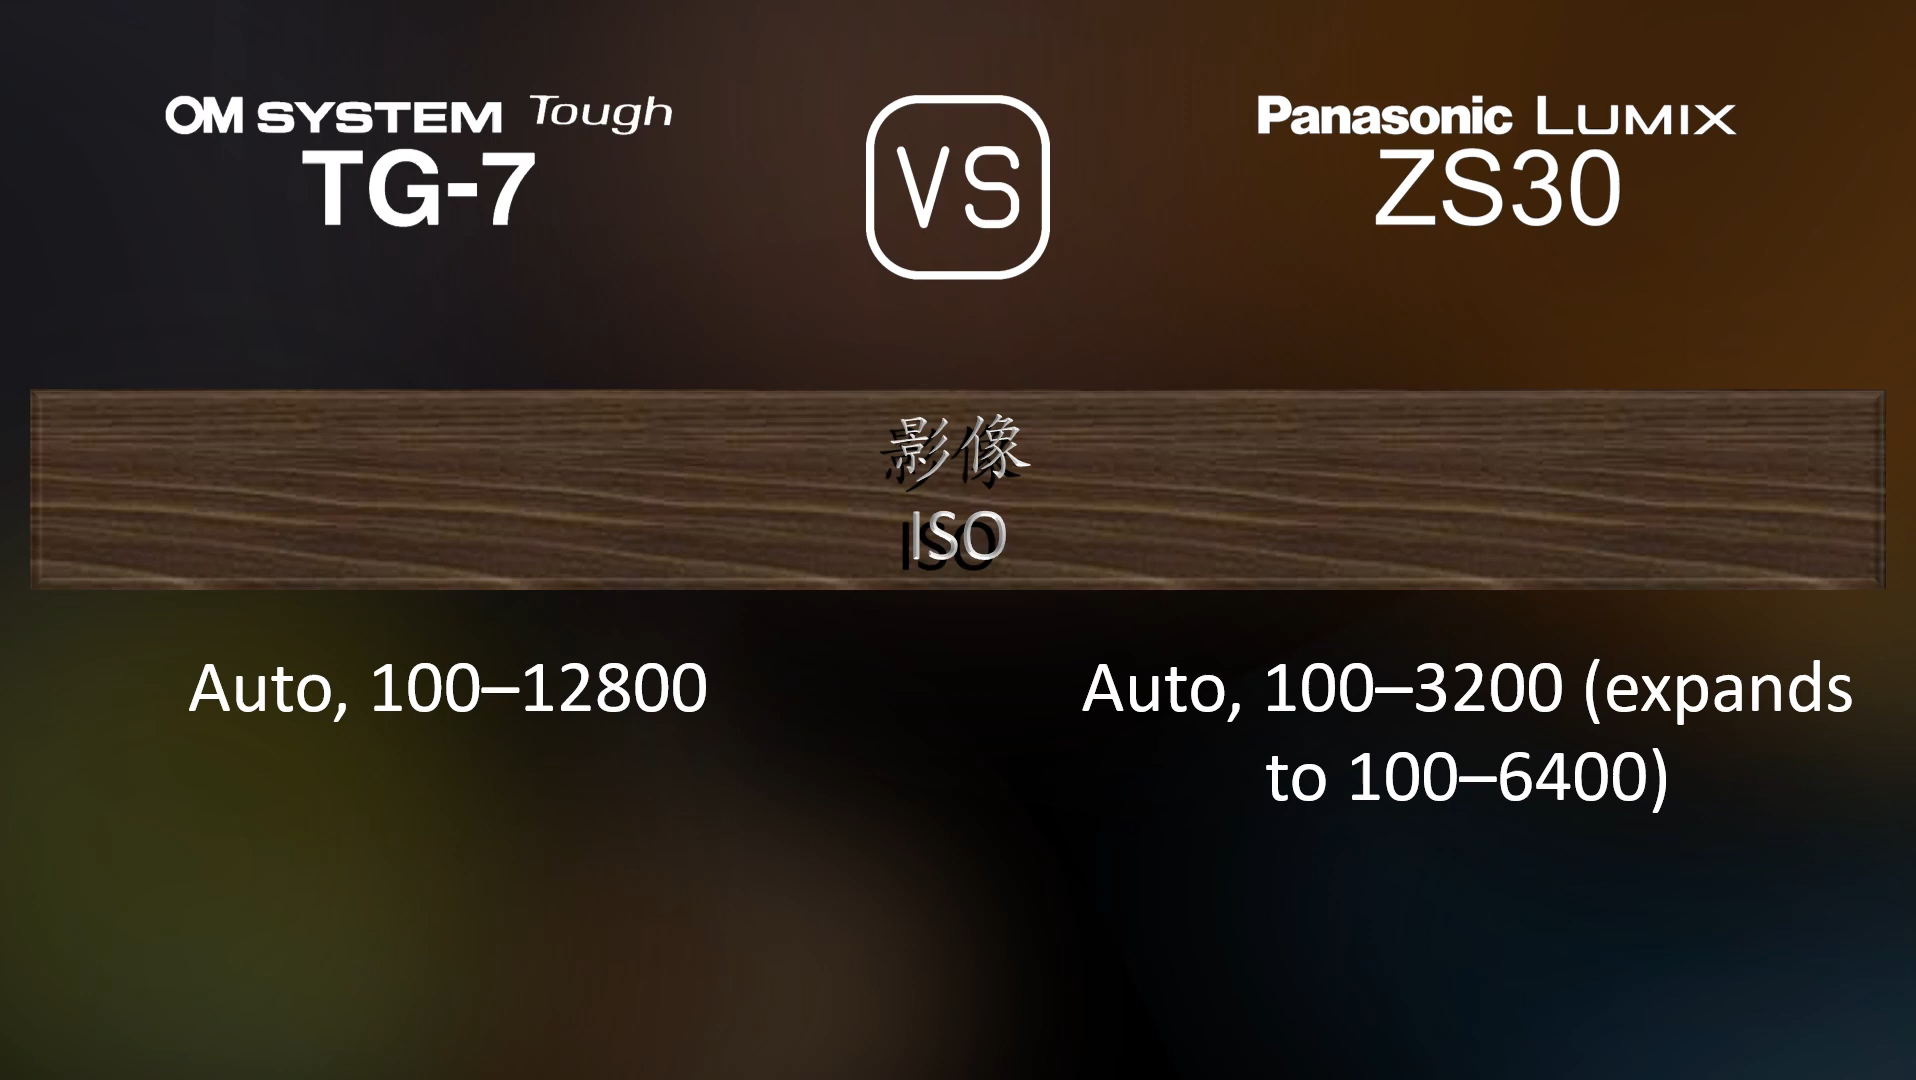 OM SYSTEM Tough
TG-7
VS
Panasonic LUMIX
ZS30
影像
ISO
Auto, 100–12800
Auto, 100–3200 (expands
to 100–6400)